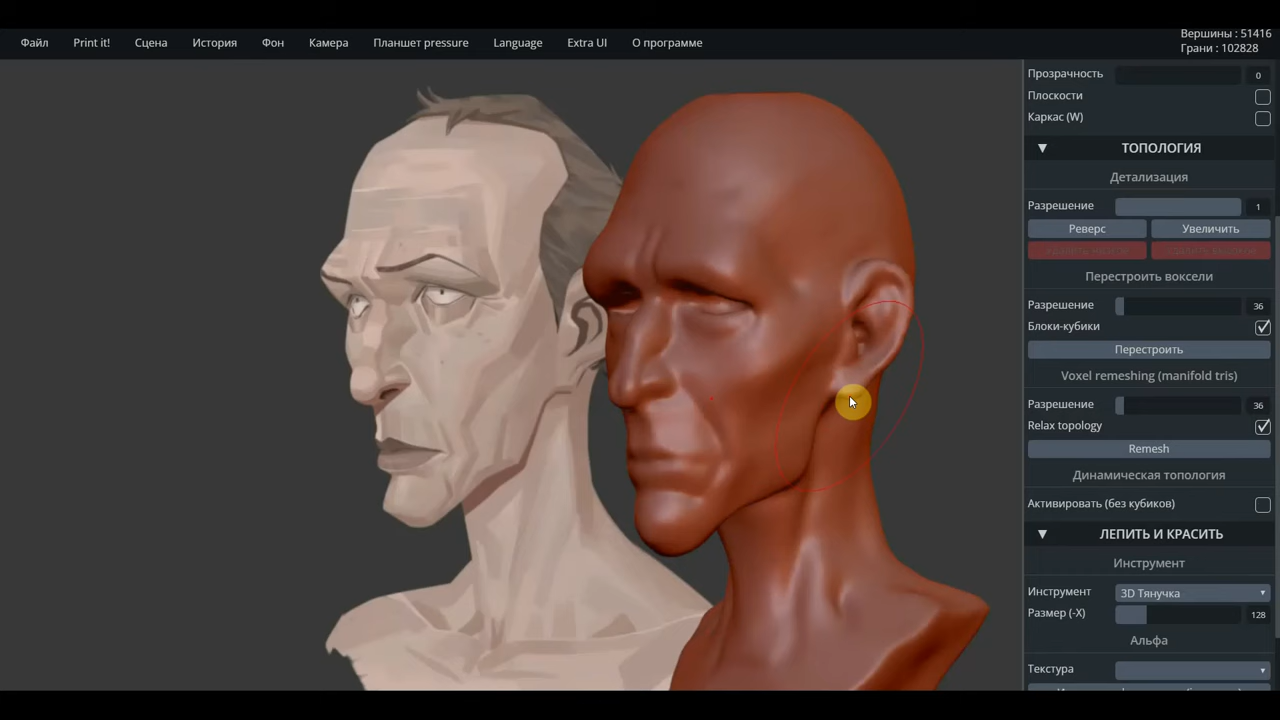 Файл Print it! Сцена История Фон Камера Планшет pressure Language Extra UI О программе
Вершины : 51416
Грани : 102828
Прозрачность 0
Плоскости
Каркас (W)
ТОПОЛОГИЯ
Детализация
Разрешение 1
Реверс Увеличить
Перестроить воксели
Разрешение 36
Блоки-кубики
Перестроить
Voxel remeshing (manifold tris)
Разрешение 36
Relax topology
Remesh
Динамическая топология
Активировать (без кубиков)
ЛЕПИТЬ И КРАСИТЬ
Инструмент
Инструмент 3D Тянучка
Размер (-X) 128
Альфа
Текстура